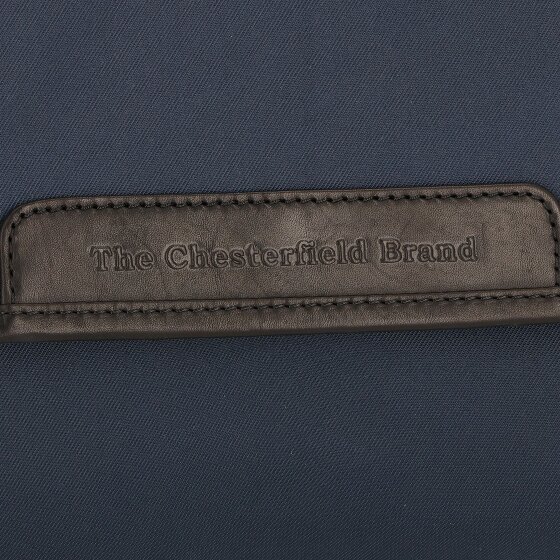 The Chesterfield Brand